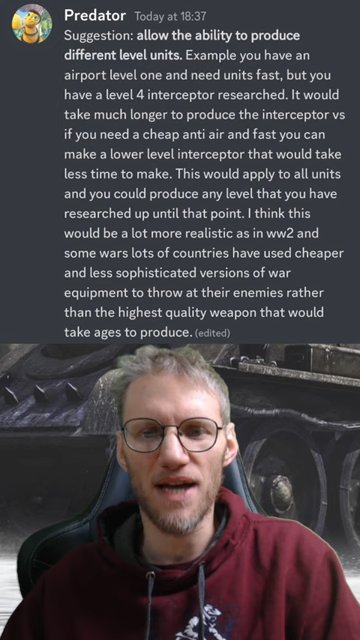 Predator Today at 18:37
Suggestion: allow the ability to produce
different level units. Example you have an
airport level one and need units fast, but you
have a level 4 interceptor researched. It would
take much longer to produce the interceptor vs
if you need a cheap anti air and fast you can
make a lower level interceptor that would take
less time to make. This would apply to all units
and you could produce any level that you have
researched up until that point. I think this
would be a lot more realistic as in ww2 and
some wars lots of countries have used cheaper
and less sophisticated versions of war
equipment to throw at their enemies rather
than the highest quality weapon that would
take ages to produce. (edited)